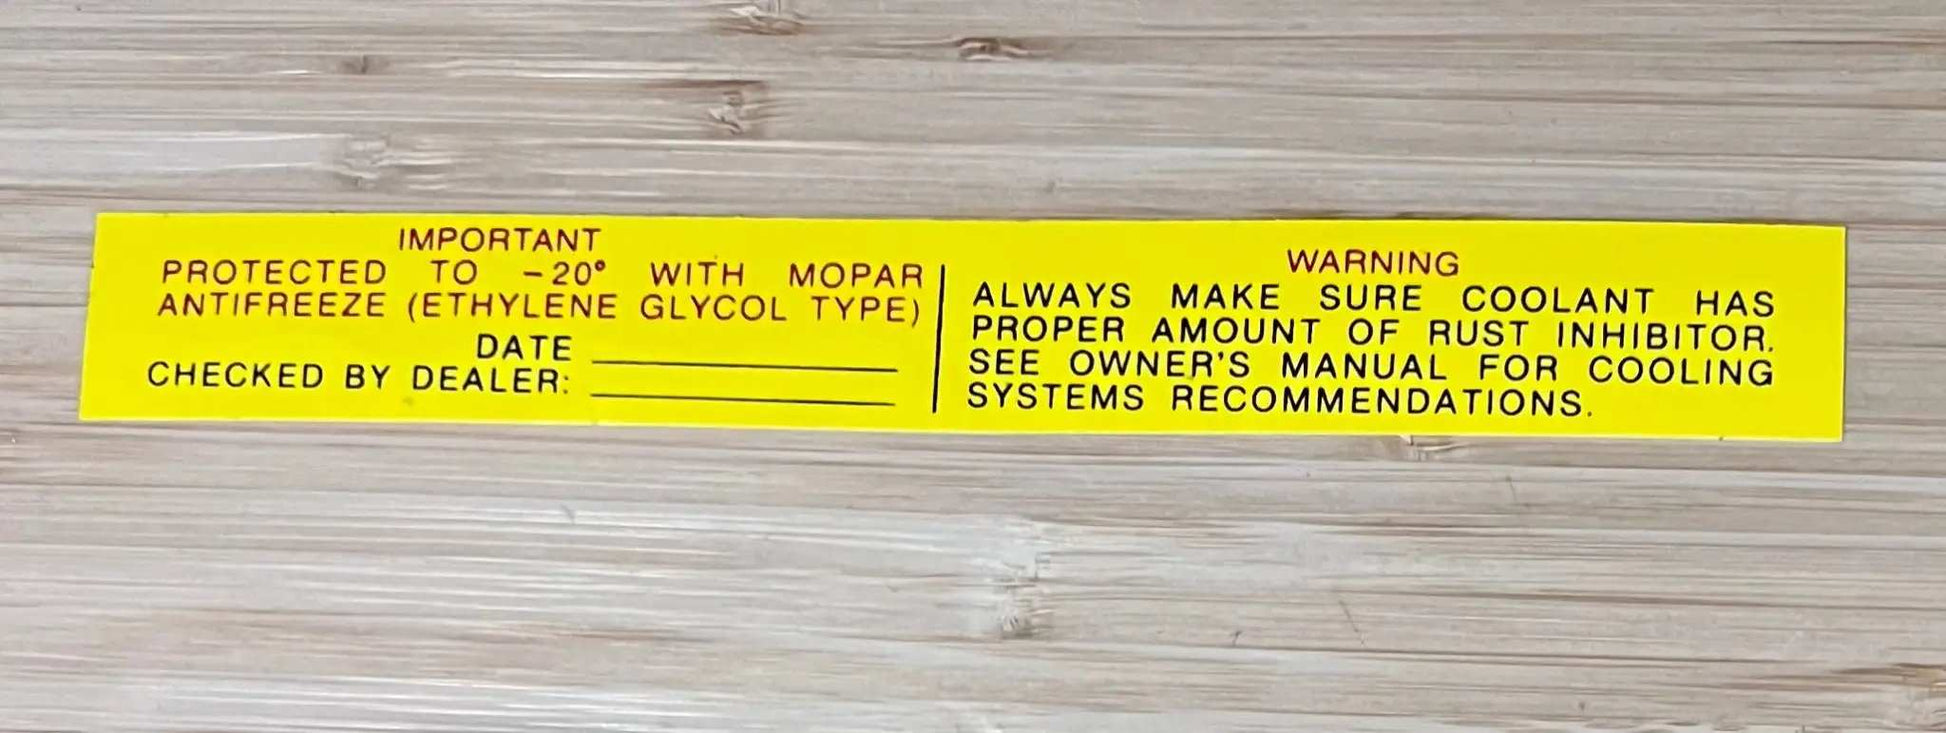 IMPORTANT
PROTECTED TO -20° WITH MOPAR
ANTIFREEZE (ETHYLENE GLYCOL TYPE)
DATE
CHECKED BY DEALER:
WARNING
ALWAYS MAKE SURE COOLANT HAS
PROPER AMOUNT OF RUST INHIBITOR.
SEE OWNER'S MANUAL FOR COOLING
SYSTEMS RECOMMENDATIONS.